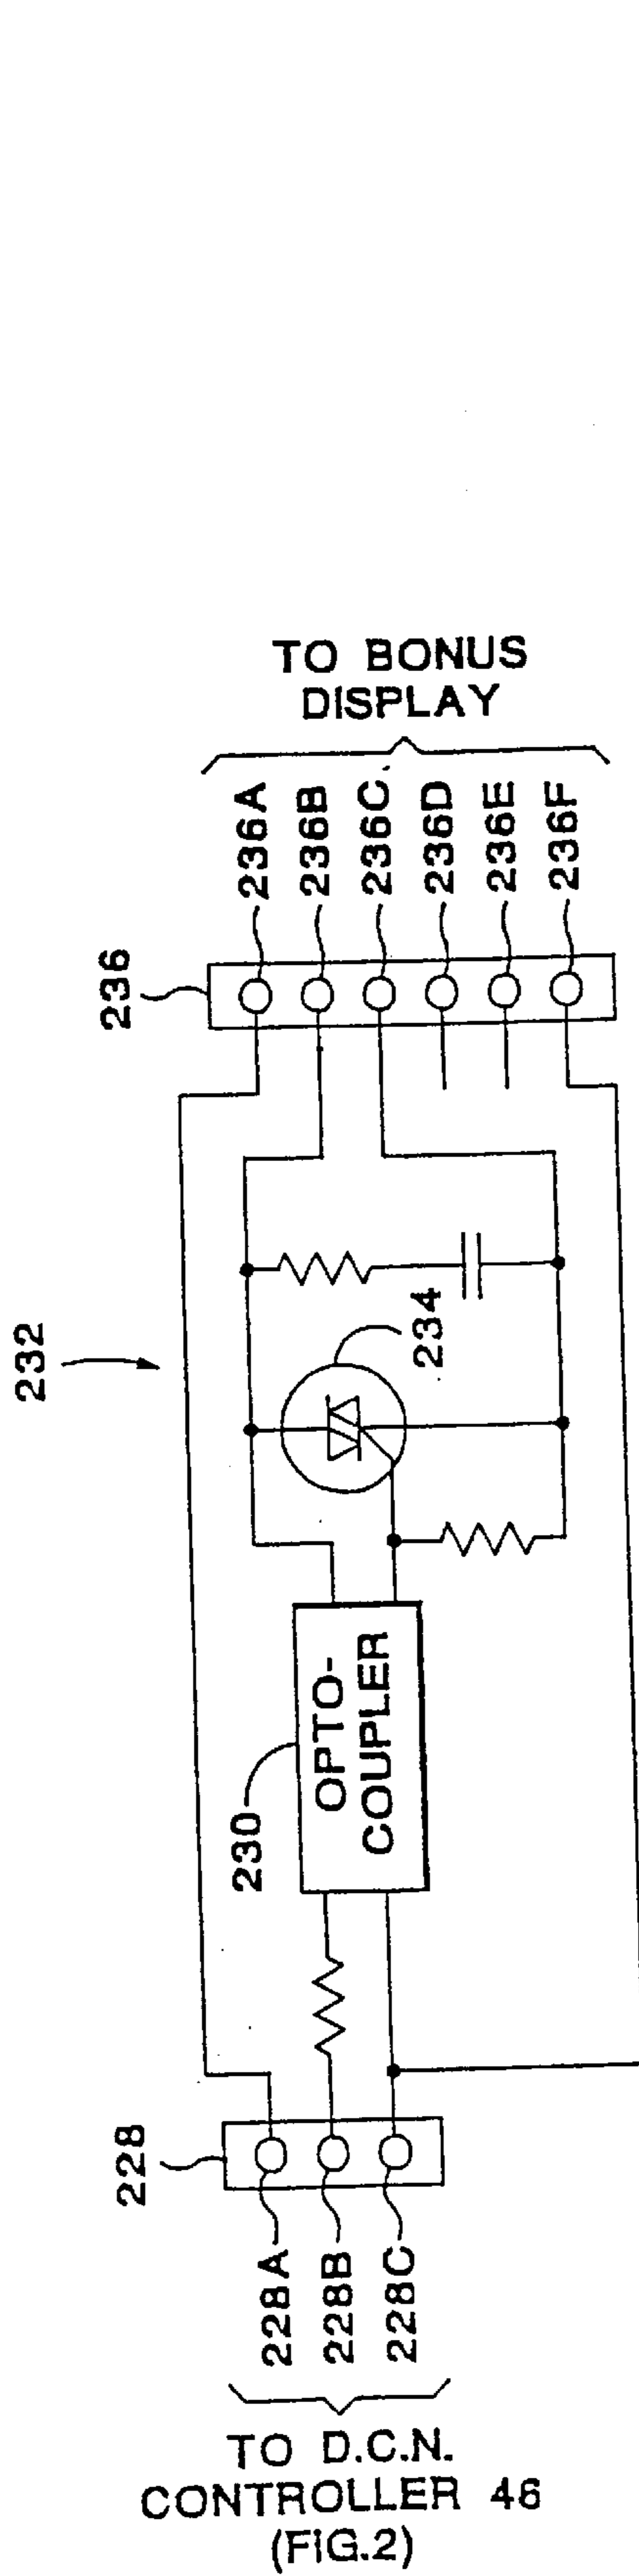 TO BONUS
DISPLAY
236A
236B
236C
236D
236E
236F
236
232
234
OPTO-
COUPLER
230
228
228A
228B
228C
TO D.C.N.
CONTROLLER 46
(FIG.2)